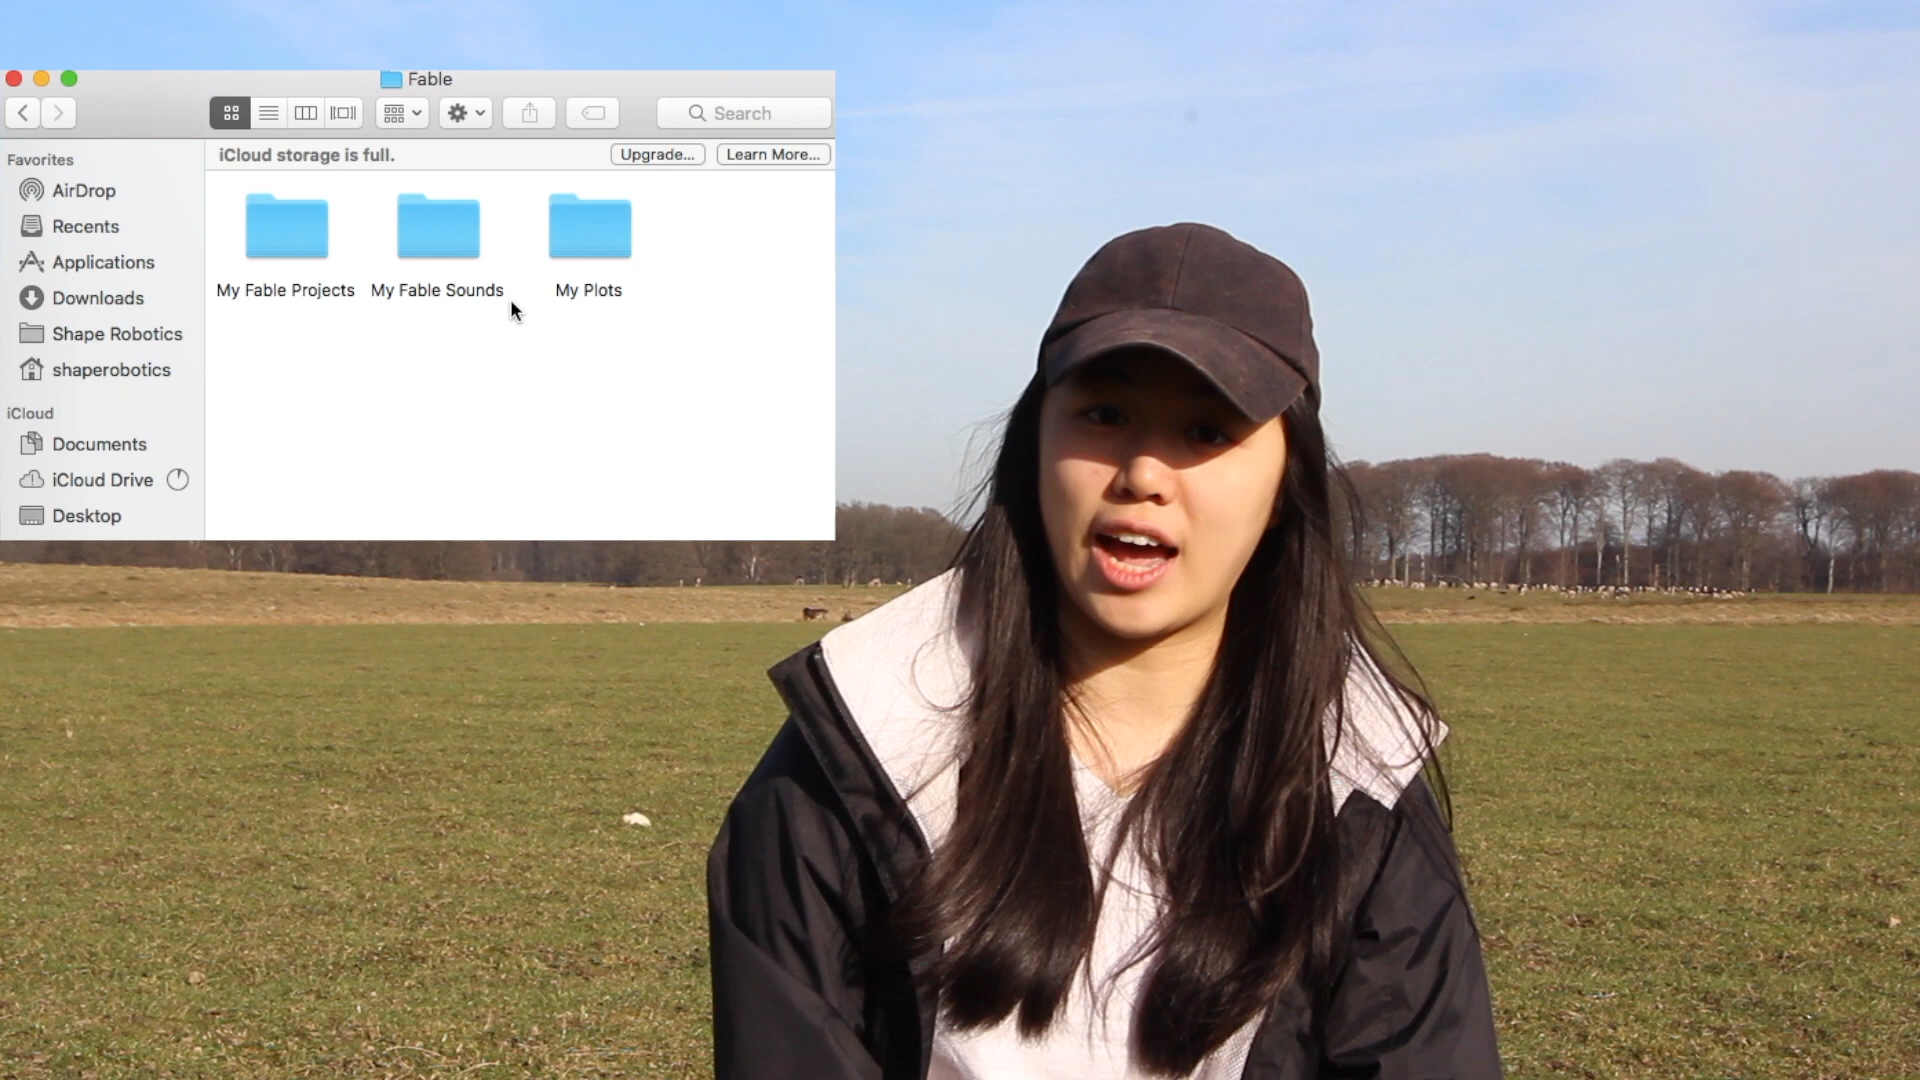 Fable
Search
Favorites
AirDrop
Recents
Applications
Downloads
Shape Robotics
shaperobotics
iCloud
Documents
iCloud Drive
Desktop
iCloud storage is full.
Upgrade...
Learn More...
My Fable Projects
My Fable Sounds
My Plots